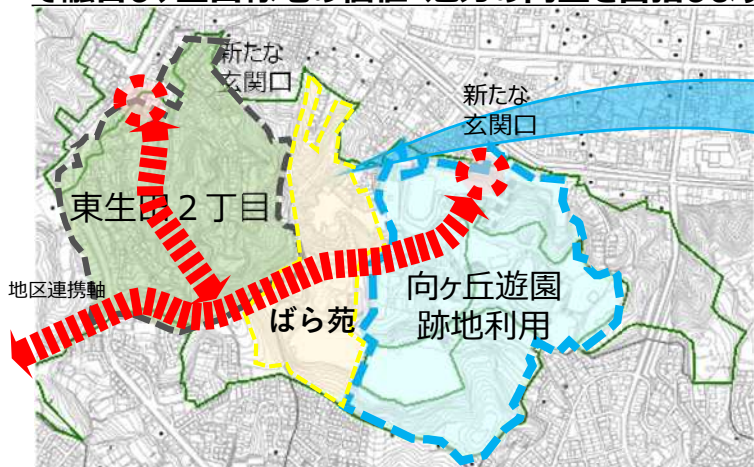 新たな
玄関口
新たな
玄関口
東生田２丁目
地区連携軸
向ヶ丘遊園
跡地利用
ばら苑